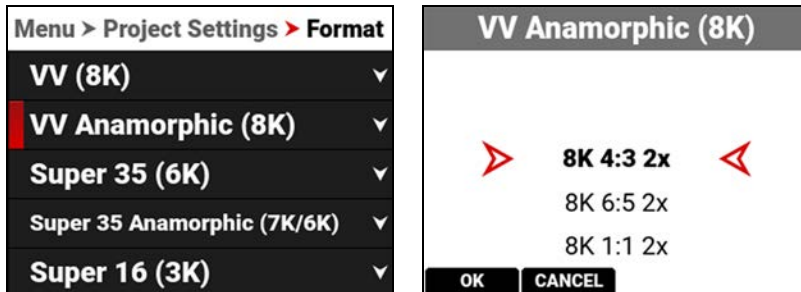 Menu > Project Settings > Format
VV (8K)
VV Anamorphic (8K)
Super 35 (6K)
Super 35 Anamorphic (7K/6K)
Super 16 (3K)
VV Anamorphic (8K)
8K 4:3 2x
8K 6:5 2x
8K 1:1 2x
OK CANCEL